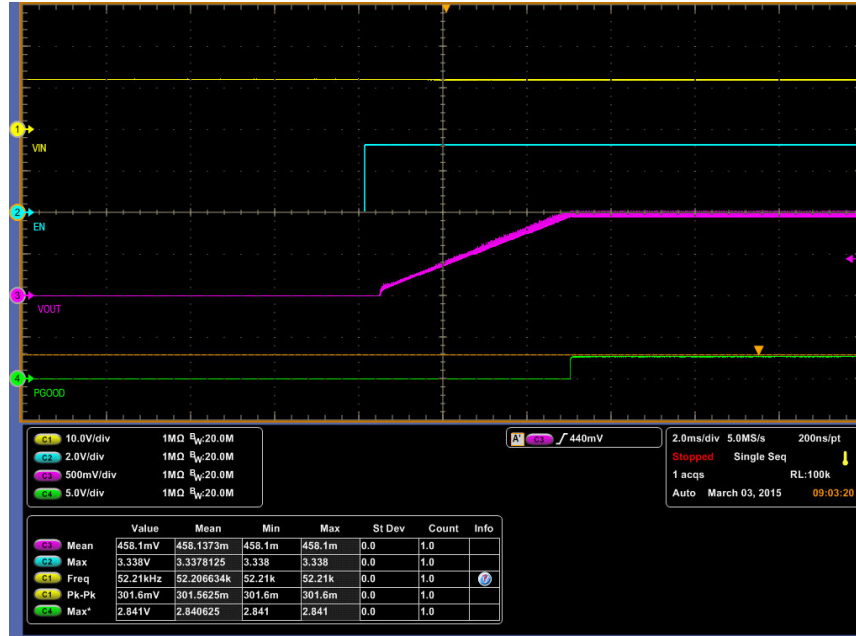 1
VIN
2
EN
3
VOUT
4
PGOOD
C1 10.0V/div 1MΩ BW:20.0M
C2 2.0V/div 1MΩ BW:20.0M
C3 500mV/div 1MΩ BW:20.0M
C4 5.0V/div 1MΩ BW:20.0M
A' C3 440mV
2.0ms/div 5.0MS/s 200ns/pt
Stopped Single Seq
1 acqs RL:100k
Auto March 03, 2015 09:03:20
Value Mean Min Max St Dev Count Info
C3 Mean 458.1mV 458.1373m 458.1m 458.1m 0.0 1.0
C2 Max 3.338V 3.3378125 3.338 3.338 0.0 1.0
C1 Freq 52.21kHz 52.206634k 52.21k 52.21k 0.0 1.0
C1 Pk-Pk 301.6mV 301.5625m 301.6m 301.6m 0.0 1.0
C4 Max* 2.841V 2.840625 2.841 2.841 0.0 1.0